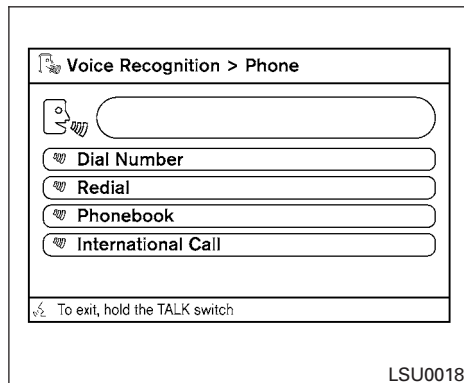 Voice Recognition > Phone
Dial Number
Redial
Phonebook
International Call
To exit, hold the TALK switch
LSU0018